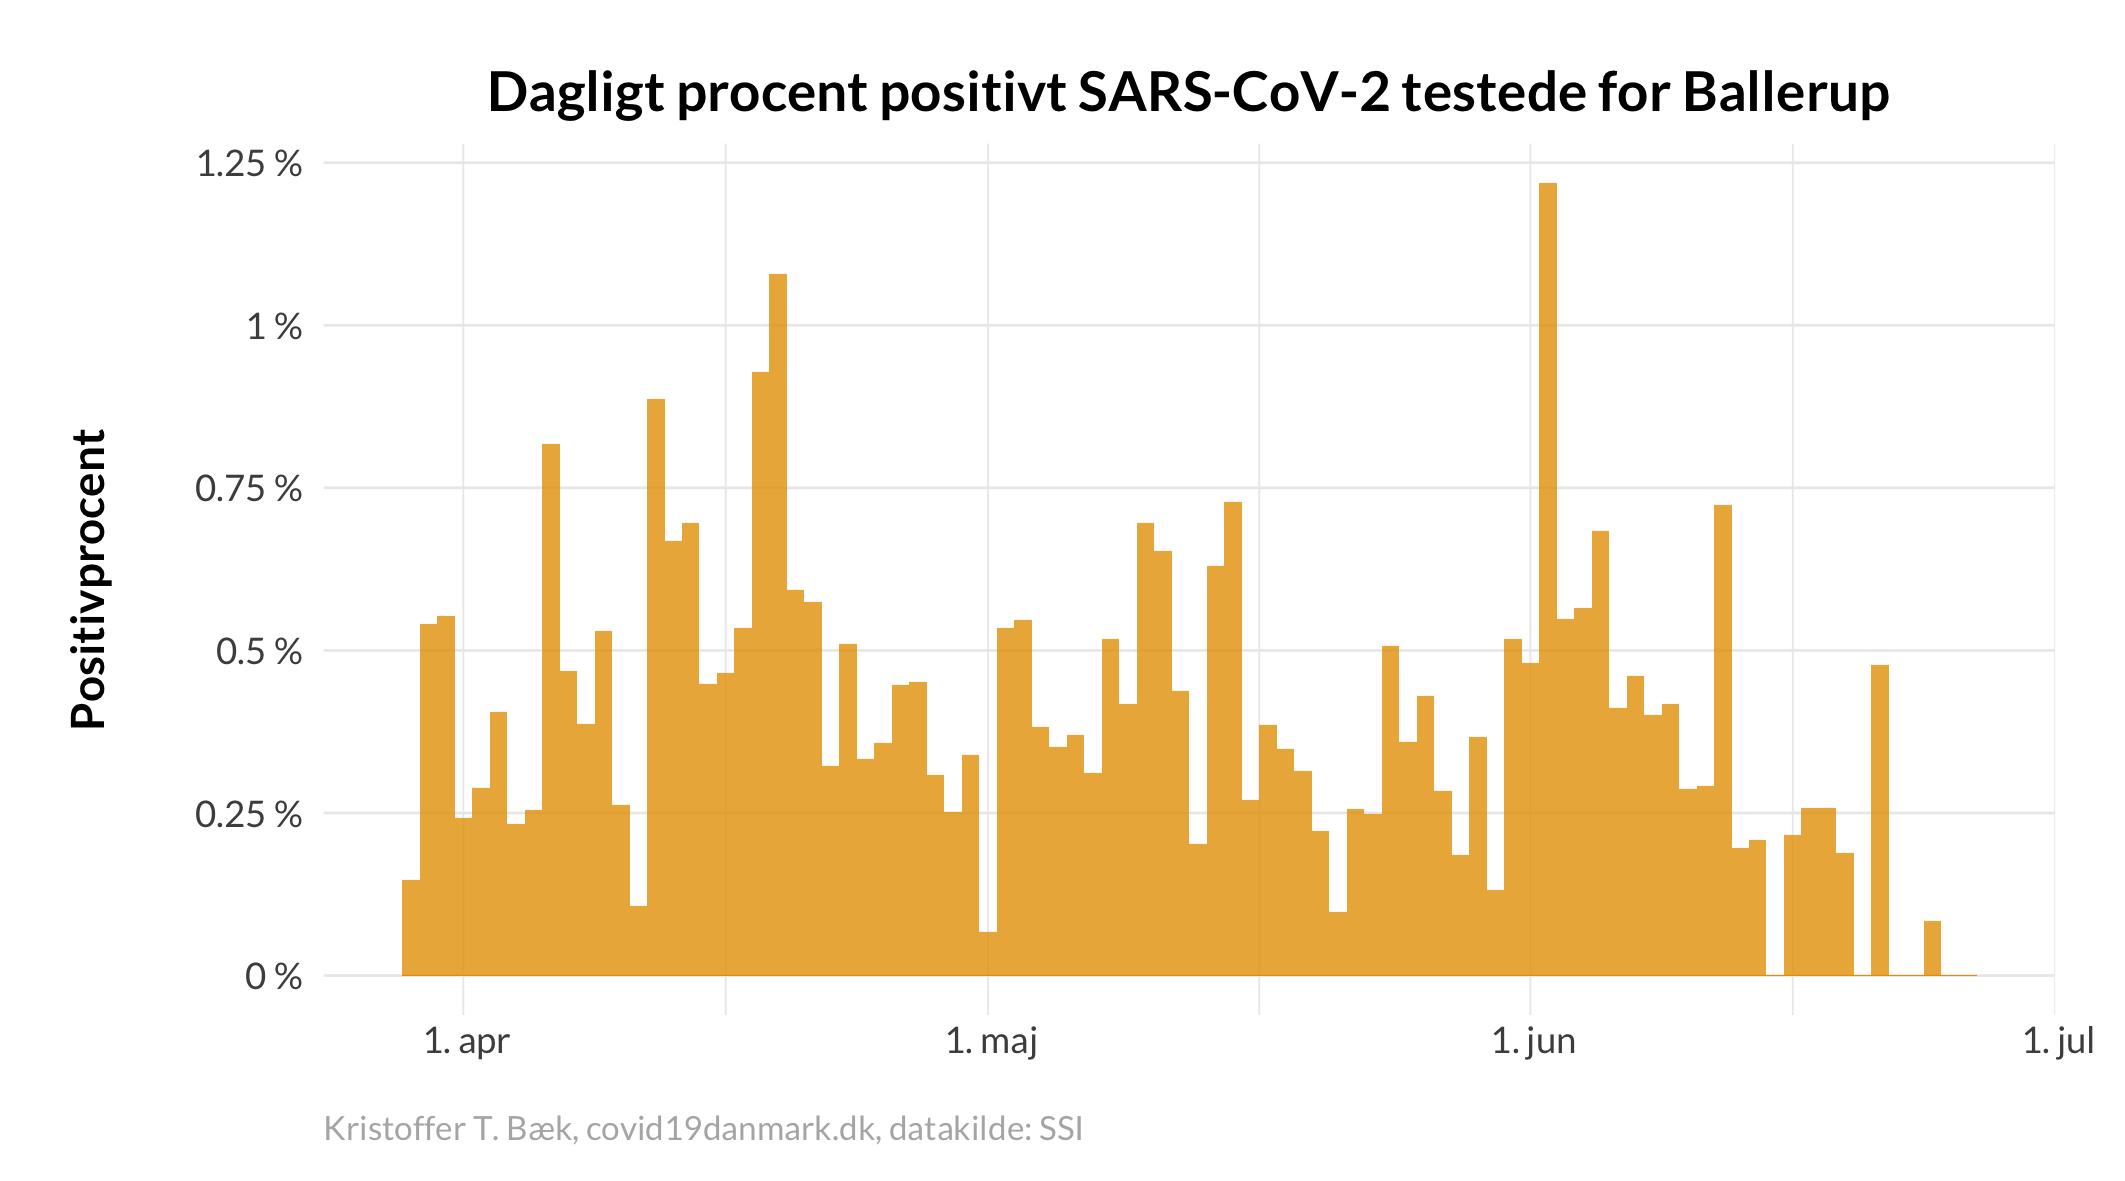 Dagligt procent positivt SARS-CoV-2 testede for Ballerup
Positivprocent
1.25 %
1 %
0.75 %
0.5 %
0.25 %
0 %
1. apr
1. maj
1. jun
1. jul
Kristoffer T. Bæk, covid19danmark.dk, datakilde: SSI